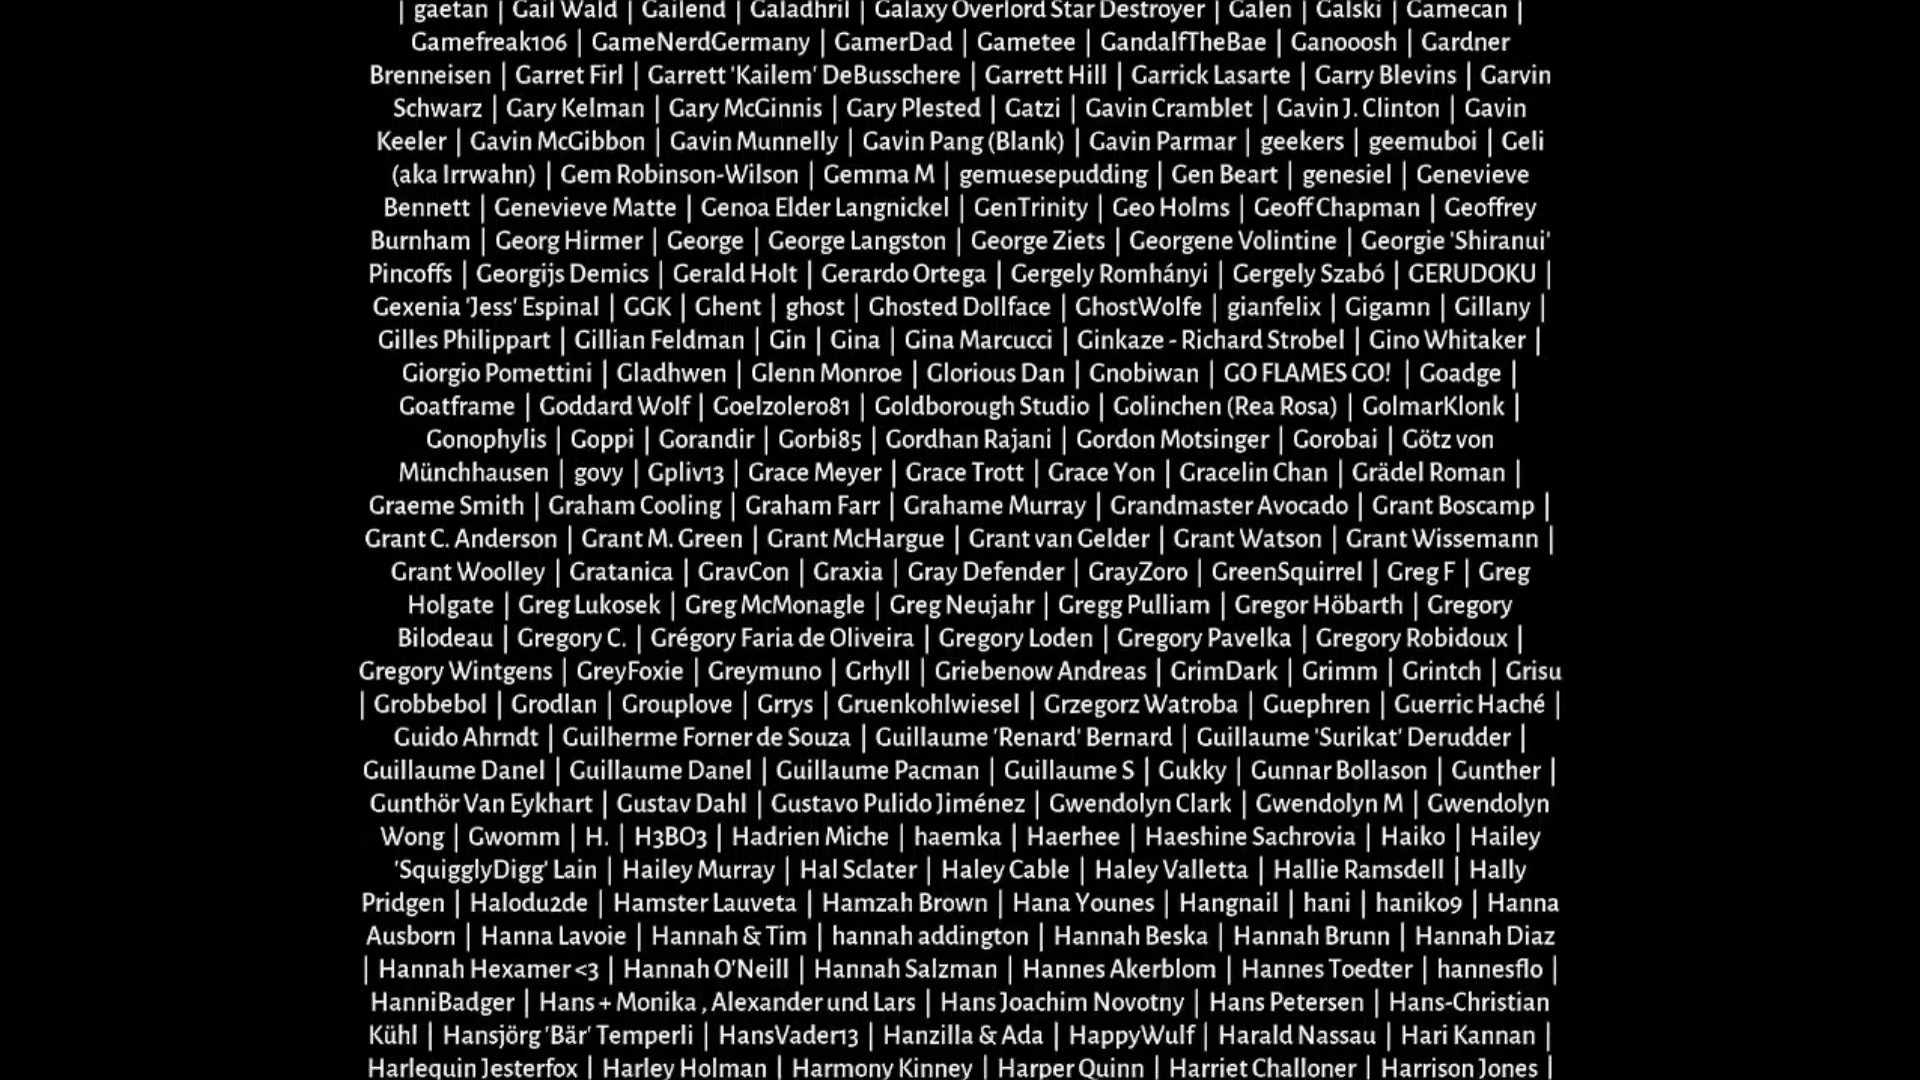 | gaetan | Gail Wald | Gailend | Galadhril | Galaxy Overlord Star Destroyer | Galen | Galski | Gamecan |
Gamefreak106 | GameNerdGermany | GamerDad | Gametee | GandalfTheBae | Ganooosh | Gardner
Brenneisen | Garret Firl | Garrett 'Kailem' DeBusschere | Garrett Hill | Garrick Lasarte | Garry Blevins | Garvin
Schwarz | Gary Kelman | Gary McGinnis | Gary Plested | Gatzi | Gavin Cramblet | Gavin J. Clinton | Gavin
Keeler | Gavin McGibbon | Gavin Munnelly | Gavin Pang (Blank) | Gavin Parmar | geekers | geemuboi | Geli
(aka Irrwahn) | Gem Robinson-Wilson | Gemma M | gemuesepudding | Gen Beart | genesiel | Genevieve
Bennett | Genevieve Matte | Genoa Elder Langnickel | GenTrinity | Geo Holms | Geoff Chapman | Geoffrey
Burnham | Georg Hirmer | George | George Langston | George Ziets | Georgene Volintine | Georgie 'Shiranui'
Pincoffs | Georgijs Demics | Gerald Holt | Gerardo Ortega | Gergely Romhányi | Gergely Szabó | GERUDOKU |
Gexenia 'Jess' Espinal | GGK | Ghent | ghost | Ghosted Dollface | GhostWolfe | gianfelix | Gigamn | Gillany |
Gilles Philippart | Gillian Feldman | Gin | Gina | Gina Marcucci | Ginkaze - Richard Strobel | Gino Whitaker |
Giorgio Pomettini | Gladhwen | Glenn Monroe | Glorious Dan | Gnobiwan | GO FLAMES GO! | Goadge |
Goatframe | Goddard Wolf | Goelzolero81 | Goldborough Studio | Golinchen (Rea Rosa) | GolmarKlonk |
Gonophylis | Goppi | Gorandir | Gorbi85 | Gordhan Rajani | Gordon Motsinger | Gorobai | Götz von
Münchhausen | govy | Gpliv13 | Grace Meyer | Grace Trott | Grace Yon | Gracelin Chan | Grädel Roman |
Graeme Smith | Graham Cooling | Graham Farr | Grahame Murray | Grandmaster Avocado | Grant Boscamp |
Grant C. Anderson | Grant M. Green | Grant McHargue | Grant van Gelder | Grant Watson | Grant Wissemann |
Grant Woolley | Gratanica | GravCon | Graxia | Gray Defender | GrayZoro | GreenSquirrel | Greg F | Greg
Holgate | Greg Lukosek | Greg McMonagle | Greg Neujahr | Gregg Pulliam | Gregor Höbarth | Gregory
Bilodeau | Gregory C. | Grégory Faria de Oliveira | Gregory Loden | Gregory Pavelka | Gregory Robidoux |
Gregory Wintgens | GreyFoxie | Greymuno | Grhyll | Griebenow Andreas | GrimDark | Grimm | Grintch | Grisu
| Grobbebol | Grodlan | Grouplove | Grrys | Gruenkohlwiesel | Grzegorz Watroba | Guephren | Guerric Haché |
Guido Ahrndt | Guilherme Forner de Souza | Guillaume 'Renard' Bernard | Guillaume 'Surikat' Derudder |
Guillaume Danel | Guillaume Danel | Guillaume Pacman | Guillaume S | Gukky | Gunnar Bollason | Gunther |
Gunthör Van Eykhart | Gustav Dahl | Gustavo Pulido Jiménez | Gwendolyn Clark | Gwendolyn M | Gwendolyn
Wong | Gwomm | H. | H3BO3 | Hadrien Miche | haemka | Haerhee | Haeshine Sachrovia | Haiko | Hailey
'SquigglyDigg' Lain | Hailey Murray | Hal Sclater | Haley Cable | Haley Valletta | Hallie Ramsdell | Hally
Pridgen | Halodu2de | Hamster Lauveta | Hamzah Brown | Hana Younes | Hangnail | hani | haniko9 | Hanna
Ausborn | Hanna Lavoie | Hannah & Tim | hannah addington | Hannah Beska | Hannah Brunn | Hannah Diaz
| Hannah Hexamer <3 | Hannah O'Neill | Hannah Salzman | Hannes Akerblom | Hannes Toedter | hannesflo |
HanniBadger | Hans + Monika , Alexander und Lars | Hans Joachim Novotny | Hans Petersen | Hans-Christian
Kühl | Hansjörg 'Bär' Temperli | HansVader13 | Hanzilla & Ada | HappyWulf | Harald Nassau | Hari Kannan |
Harlequin Jesterfox | Harley Holman | Harmony Kinney | Harper Quinn | Harriet Challoner | Harrison Jones |